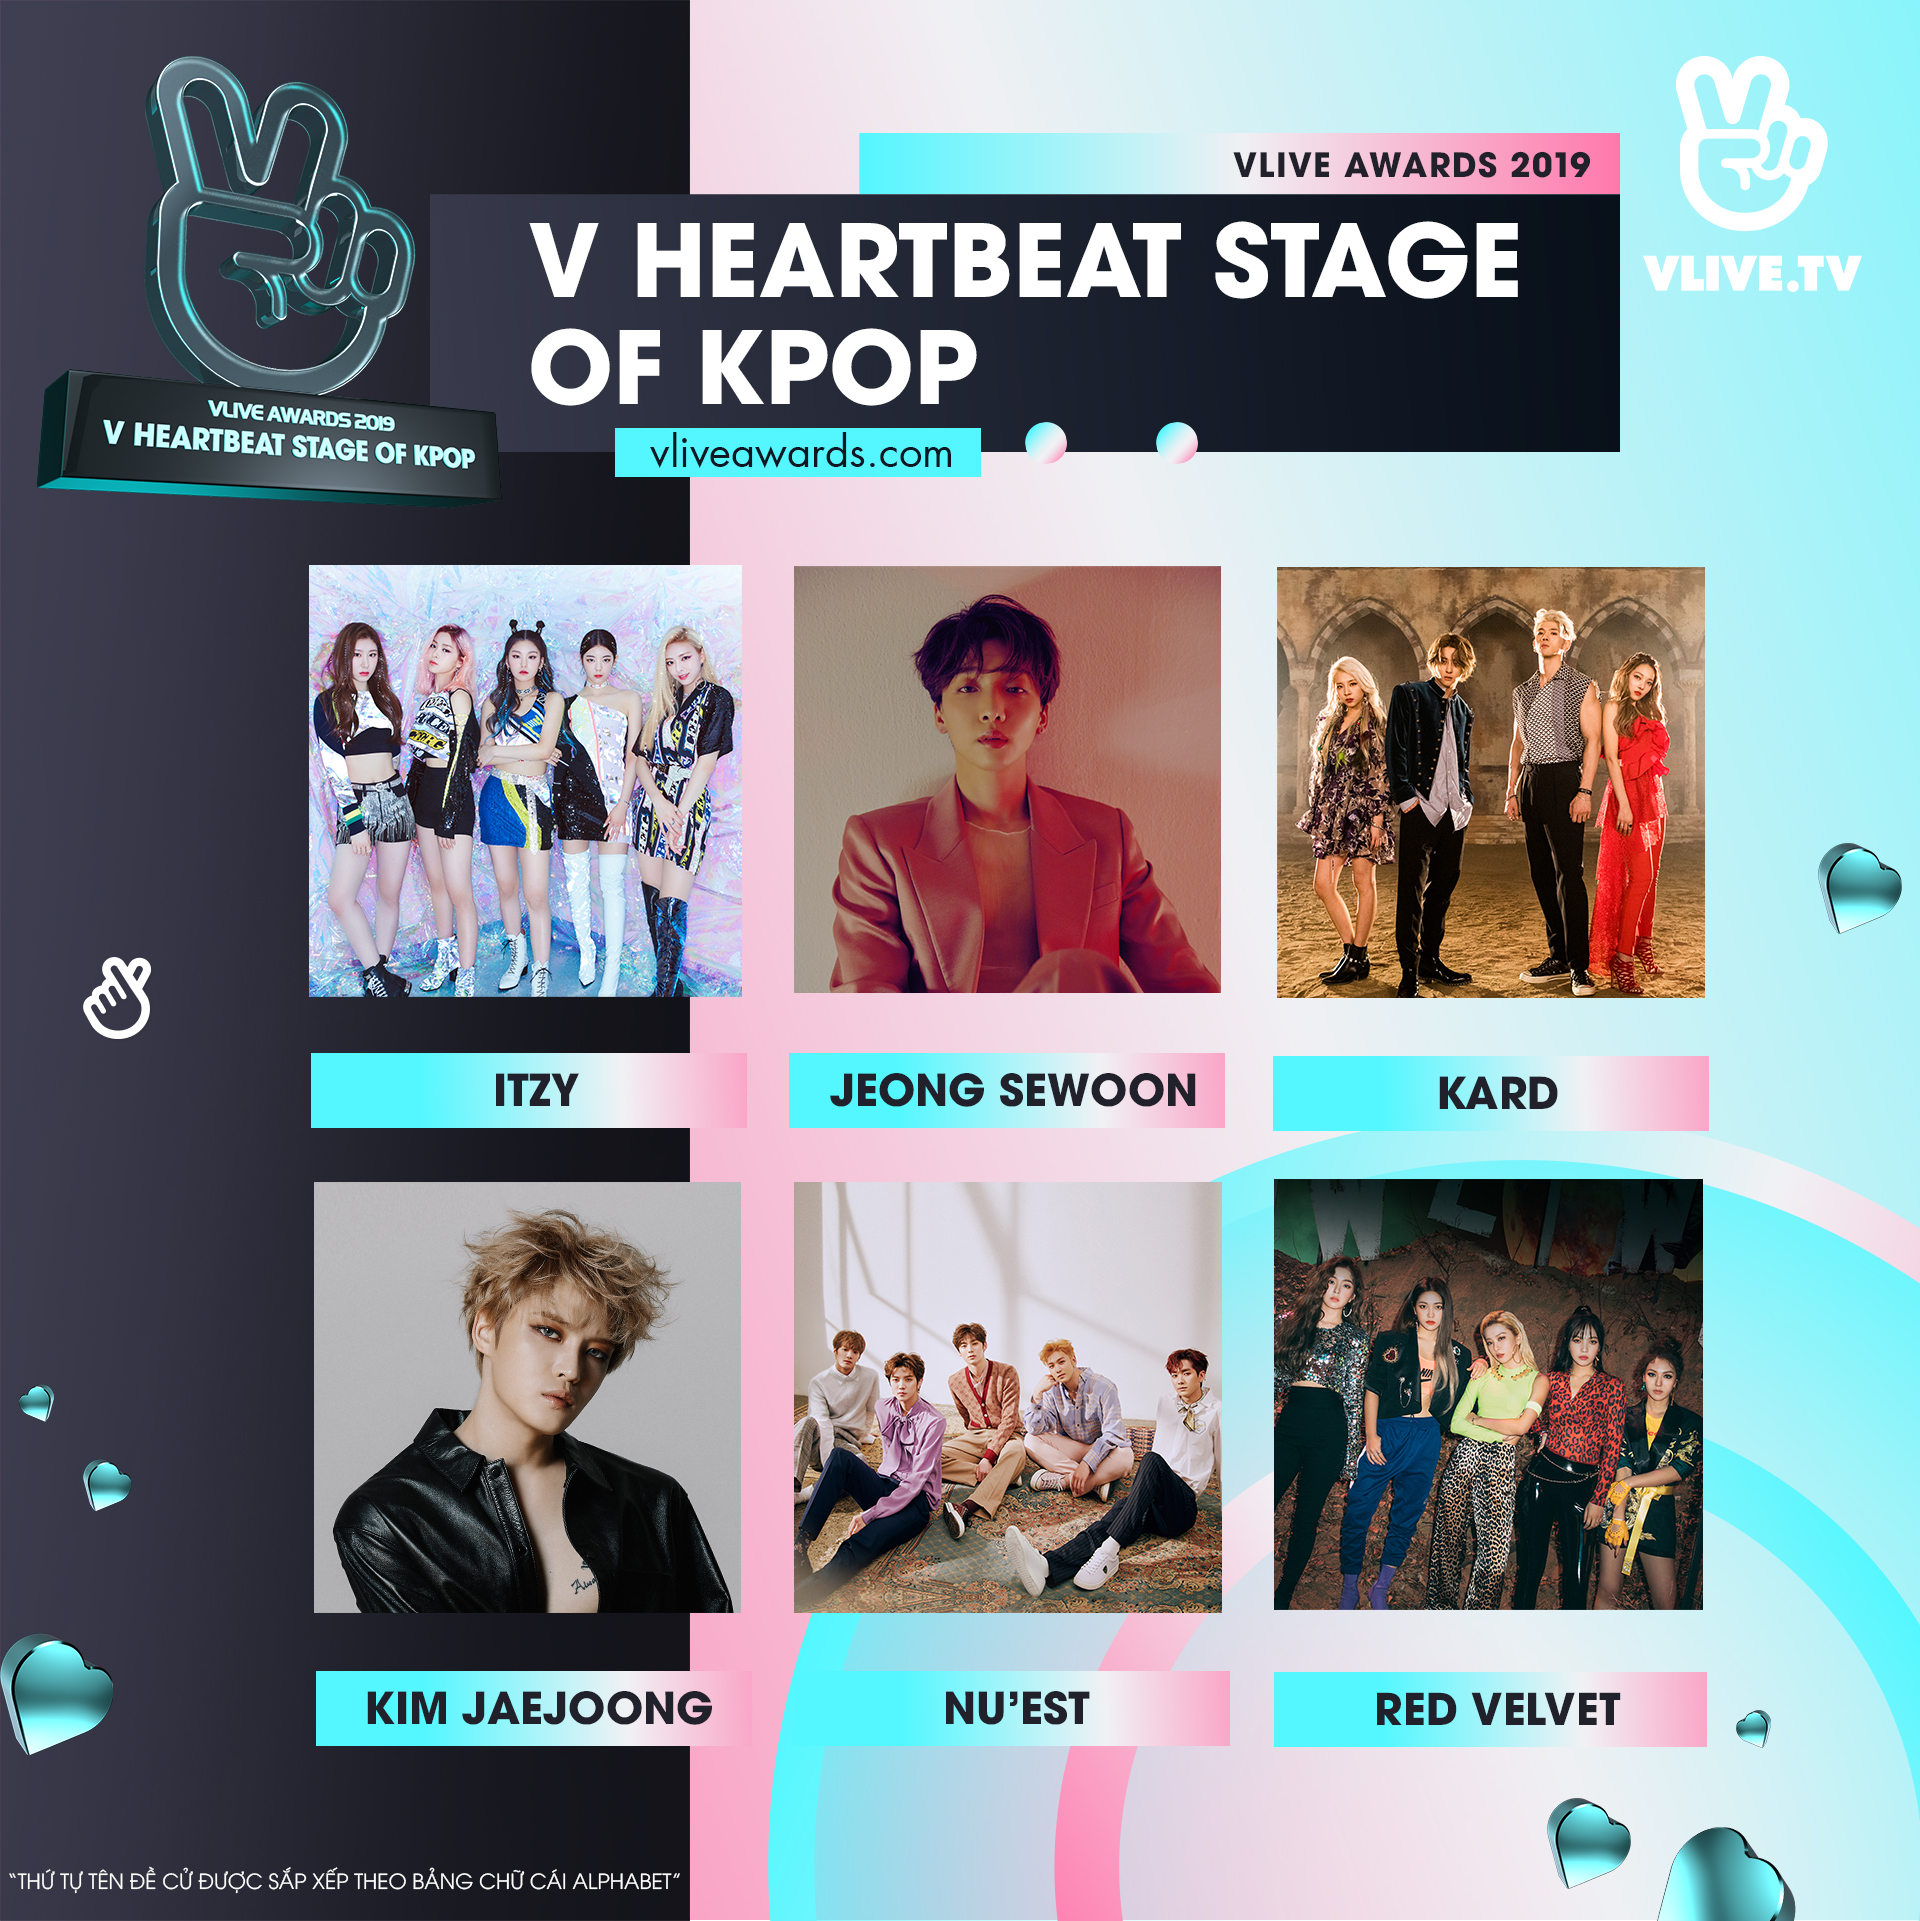 VLIVE AWARDS 2019
V HEARTBEAT STAGE
OF KPOP
vliveawards.com
VLIVE.TV
VLIVE AWARDS 2019
V HEARTBEAT STAGE OF KPOP
ITZY
JEONG SEWOON
KARD
KIM JAEJOONG
NU'EST
RED VELVET
"THỨ TỰ TÊN ĐỀ CỬ ĐƯỢC SẮP XẾP THEO BẢNG CHỮ CÁI ALPHABET"